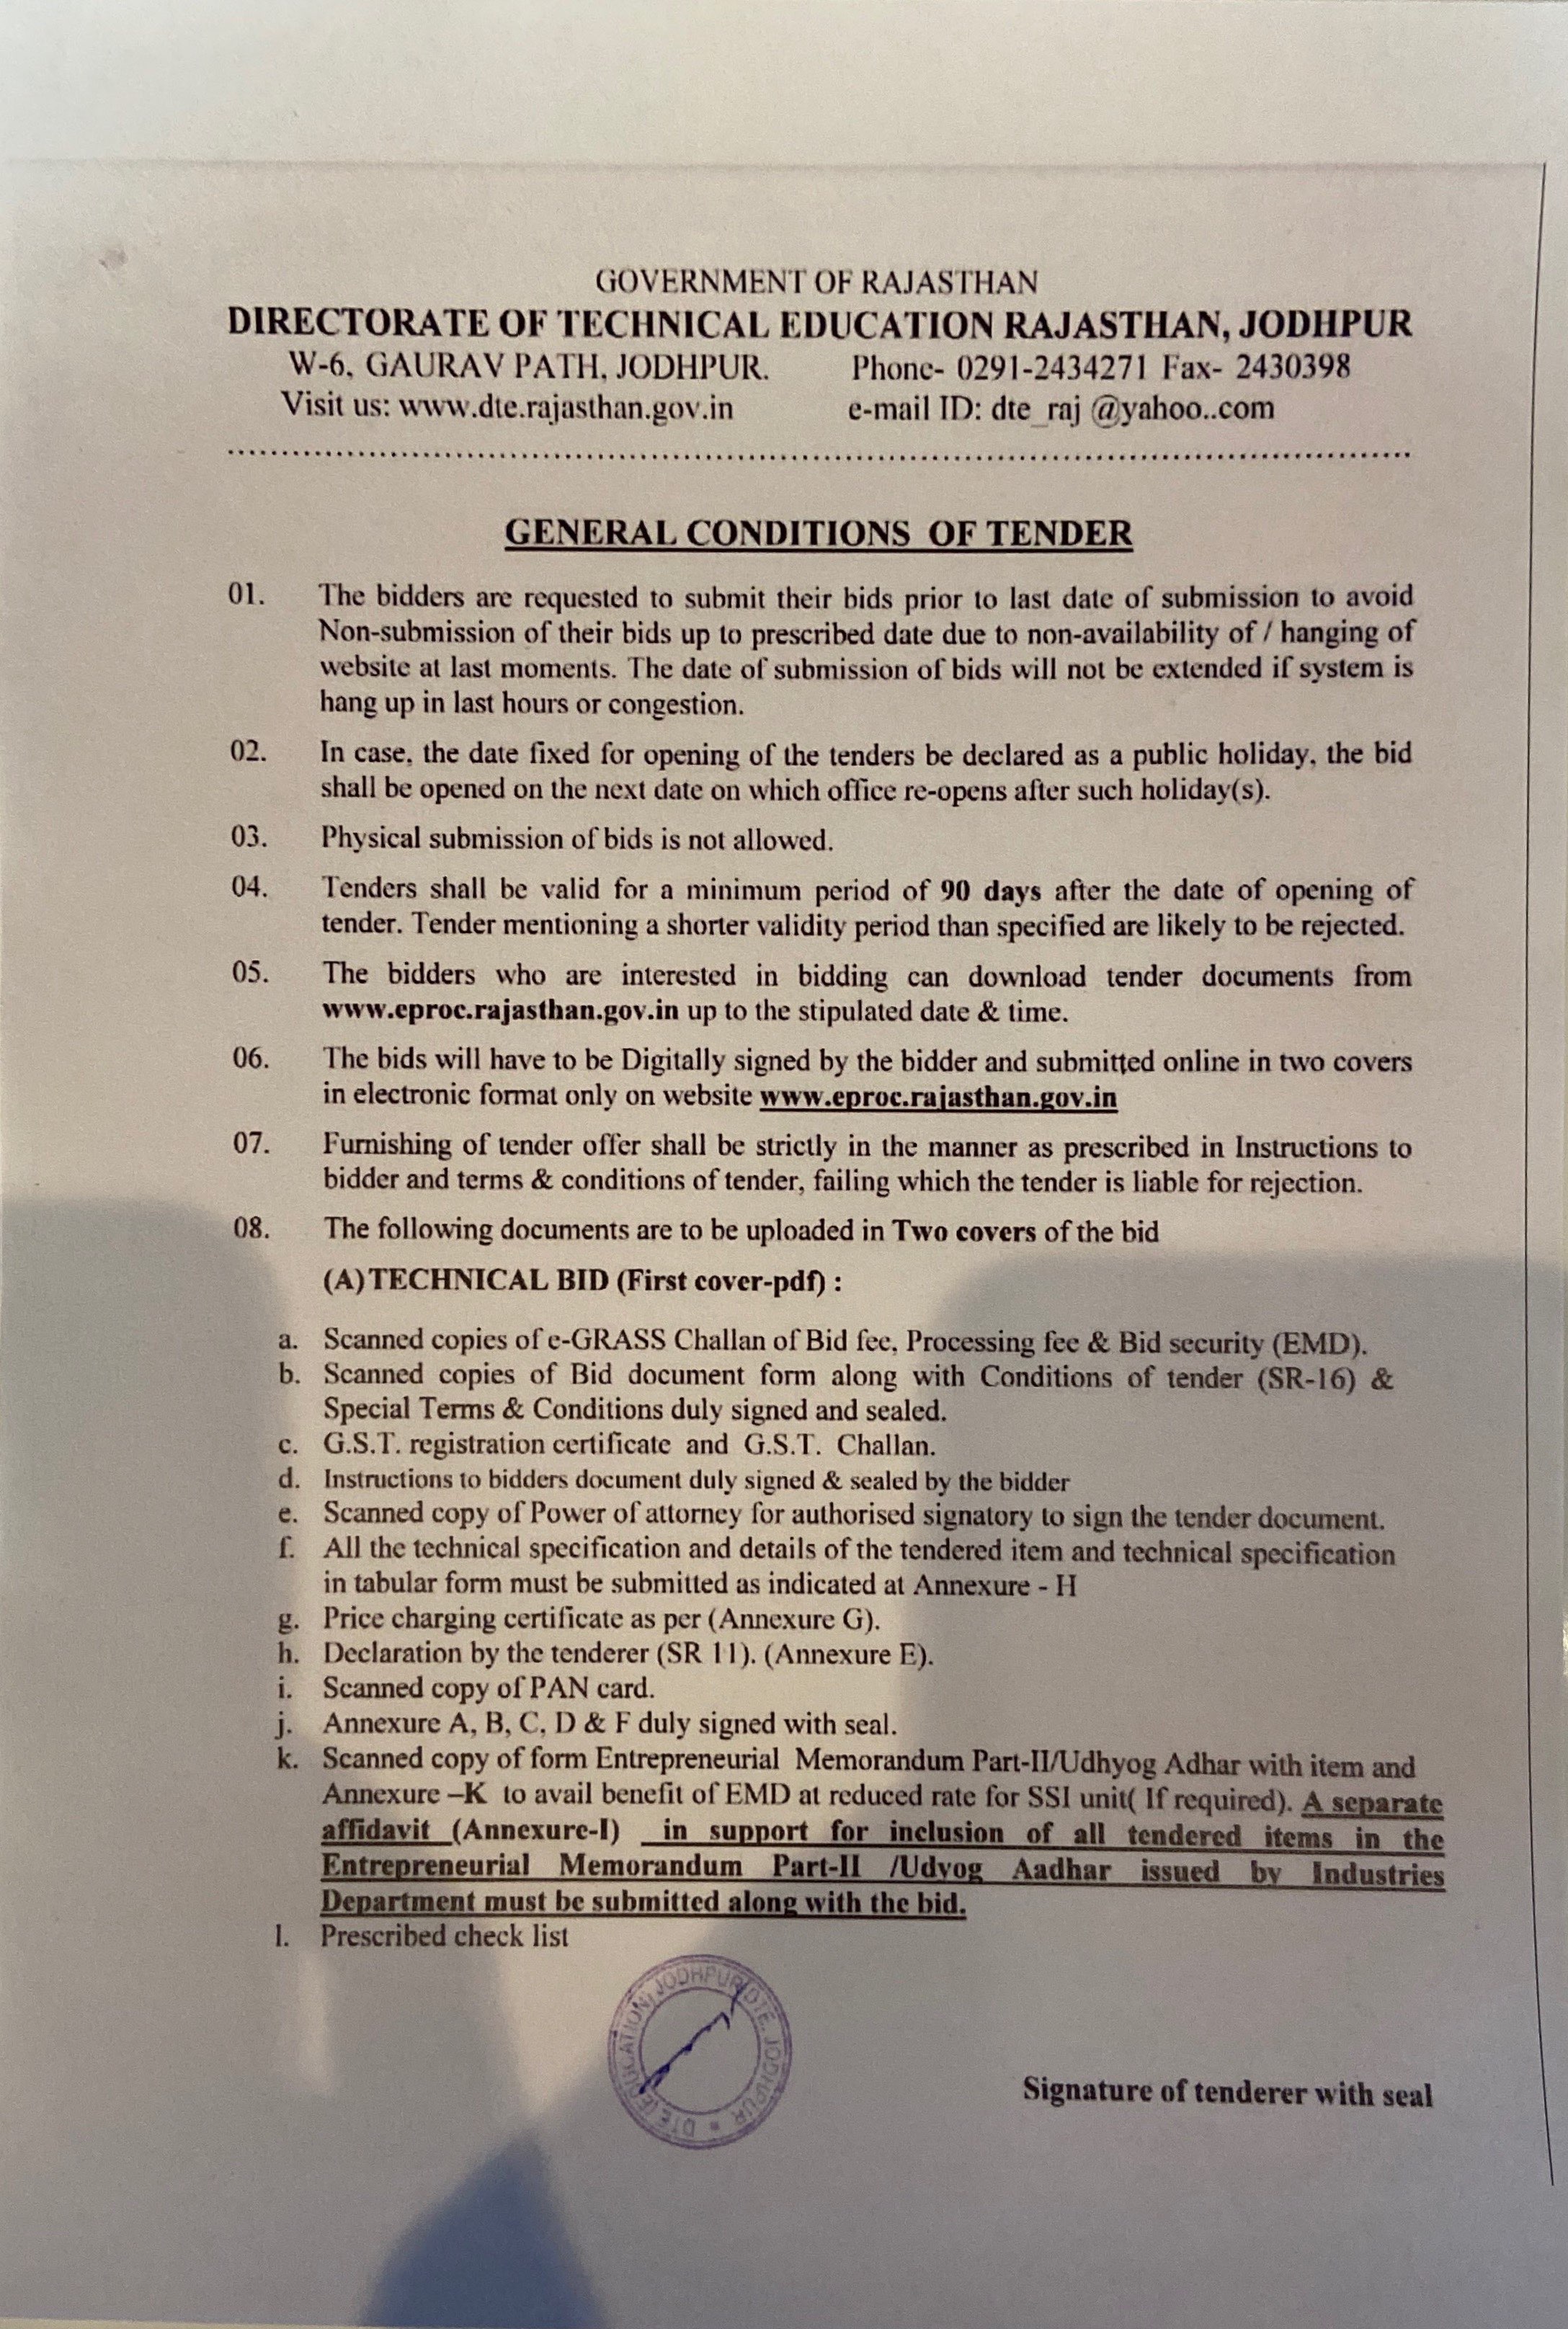 GOVERNMENT OF RAJASTHAN
DIRECTORATE OF TECHNICAL EDUCATION RAJASTHAN, JODHPUR
W-6, GAURAV PATH, JODHPUR. Phone- 0291-2434271 Fax- 2430398
Visit us: www.dte.rajasthan.gov.in e-mail ID: dte_raj @yahoo..com
GENERAL CONDITIONS OF TENDER
01. The bidders are requested to submit their bids prior to last date of submission to avoid
Non-submission of their bids up to prescribed date due to non-availability of / hanging of
website at last moments. The date of submission of bids will not be extended if system is
hang up in last hours or congestion.
02. In case, the date fixed for opening of the tenders be declared as a public holiday, the bid
shall be opened on the next date on which office re-opens after such holiday(s).
03. Physical submission of bids is not allowed.
04. Tenders shall be valid for a minimum period of 90 days after the date of opening of
tender. Tender mentioning a shorter validity period than specified are likely to be rejected.
05. The bidders who are interested in bidding can download tender documents from
www.eproc.rajasthan.gov.in up to the stipulated date & time.
06. The bids will have to be Digitally signed by the bidder and submitted online in two covers
in electronic format only on website www.eproc.rajasthan.gov.in
07. Furnishing of tender offer shall be strictly in the manner as prescribed in Instructions to
bidder and terms & conditions of tender, failing which the tender is liable for rejection.
08. The following documents are to be uploaded in Two covers of the bid
(A) TECHNICAL BID (First cover-pdf) :
a. Scanned copies of e-GRASS Challan of Bid fee, Processing fee & Bid security (EMD).
b. Scanned copies of Bid document form along with Conditions of tender (SR-16) &
Special Terms & Conditions duly signed and sealed.
c. G.S.T. registration certificate and G.S.T. Challan.
d. Instructions to bidders document duly signed & sealed by the bidder
e. Scanned copy of Power of attorney for authorised signatory to sign the tender document.
f. All the technical specification and details of the tendered item and technical specification
in tabular form must be submitted as indicated at Annexure - H
g. Price charging certificate as per (Annexure G).
h. Declaration by the tenderer (SR 11). (Annexure E).
i. Scanned copy of PAN card.
j. Annexure A, B, C, D & F duly signed with seal.
k. Scanned copy of form Entrepreneurial Memorandum Part-II/Udhyog Adhar with item and
Annexure –K to avail benefit of EMD at reduced rate for SSI unit( If required). A separate
affidavit (Annexure-I) in support for inclusion of all tendered items in the
Entrepreneurial Memorandum Part-II /Udyog Aadhar issued by Industries
Department must be submitted along with the bid.
l. Prescribed check list
DTE (EDUCATION) JODHPUR DTE. JODHPUR
Signature of tenderer with seal